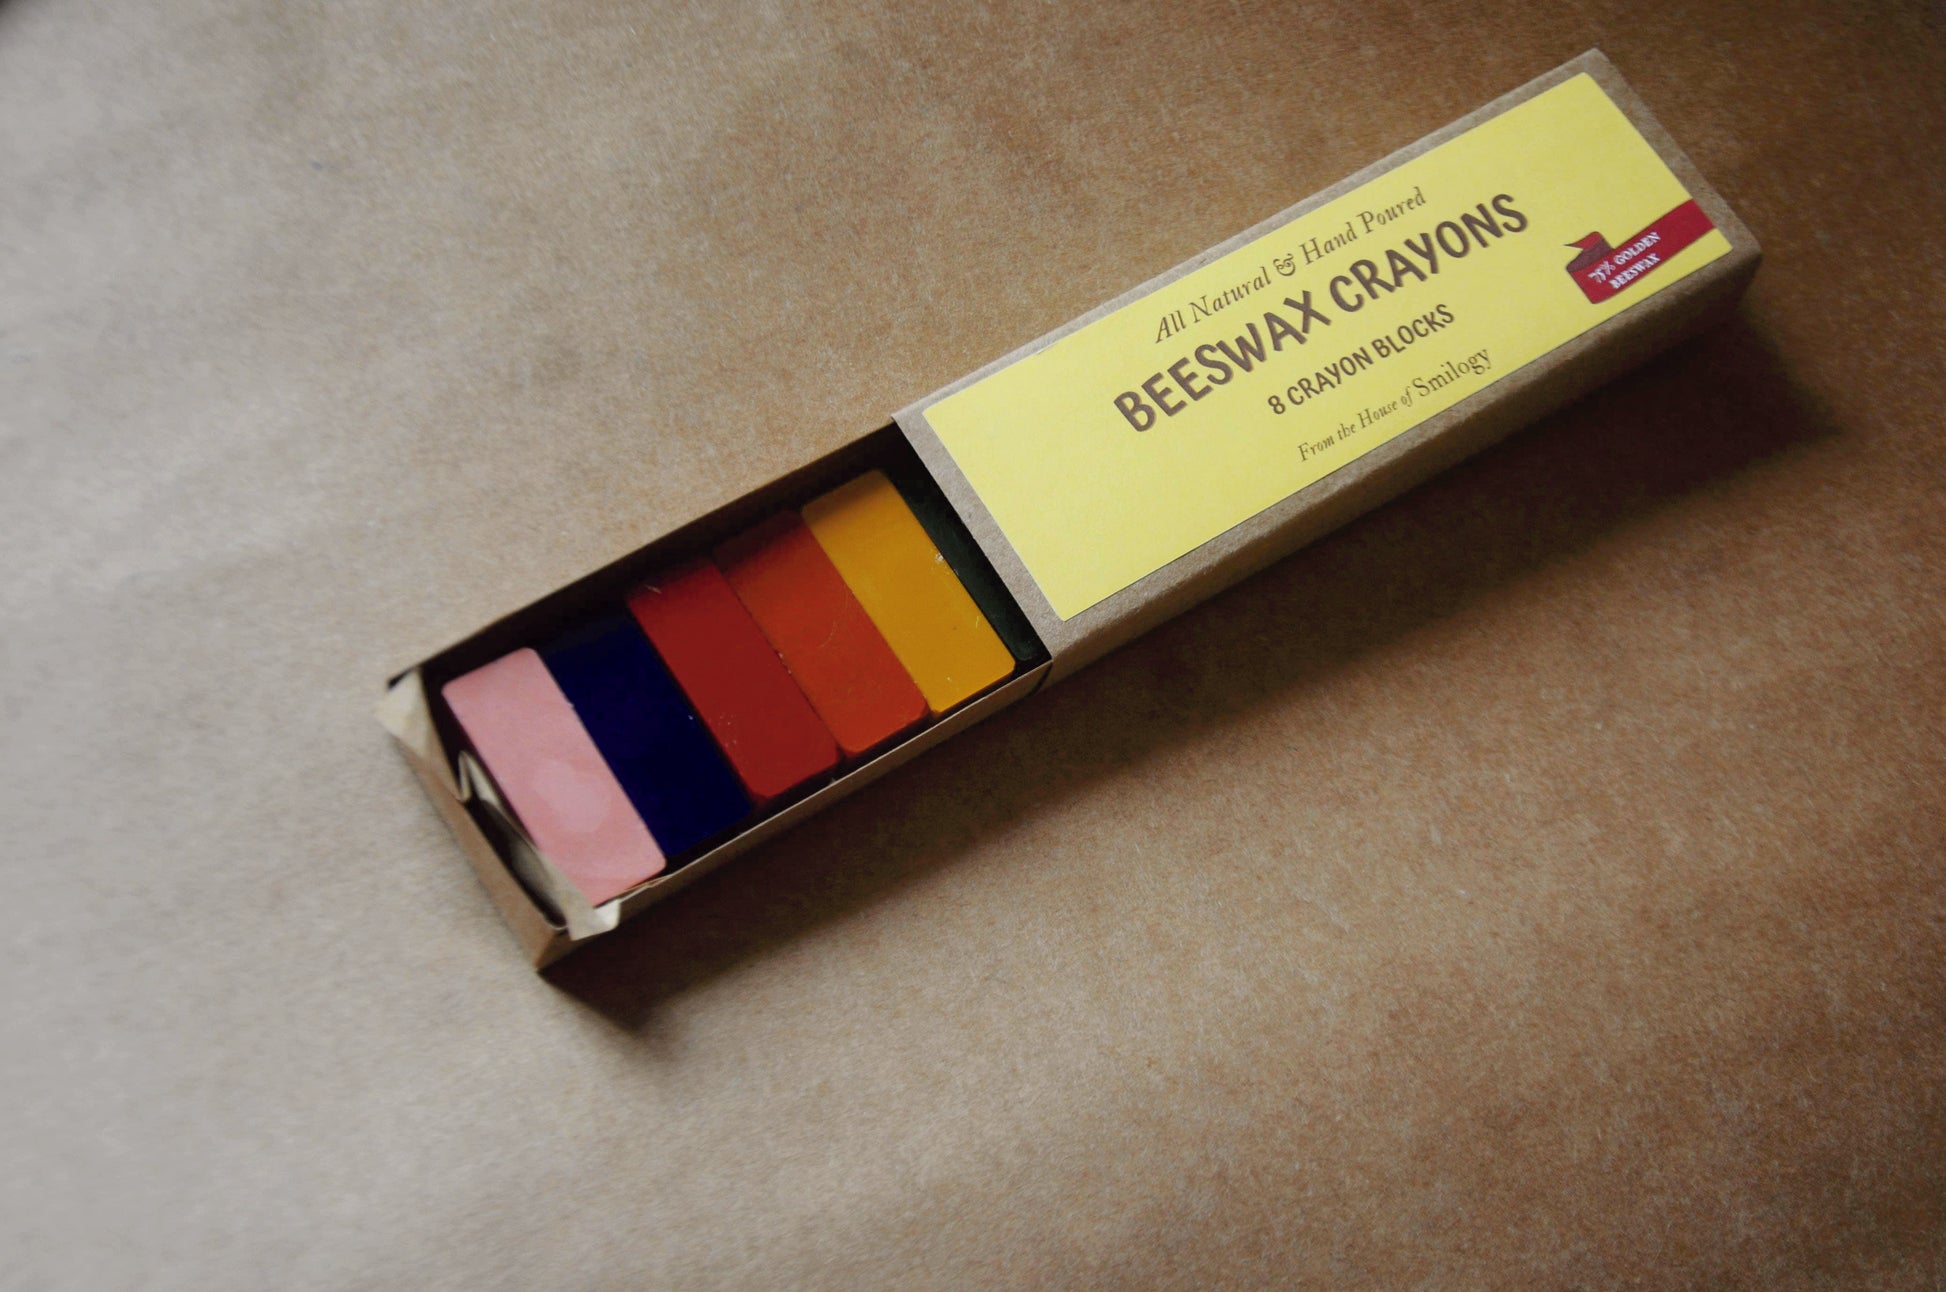 All Natural & Hand Poured
BEESWAX CRAYONS
8 CRAYON BLOCKS
From the House of Smilogy
75% GOLDEN
BEESWAX